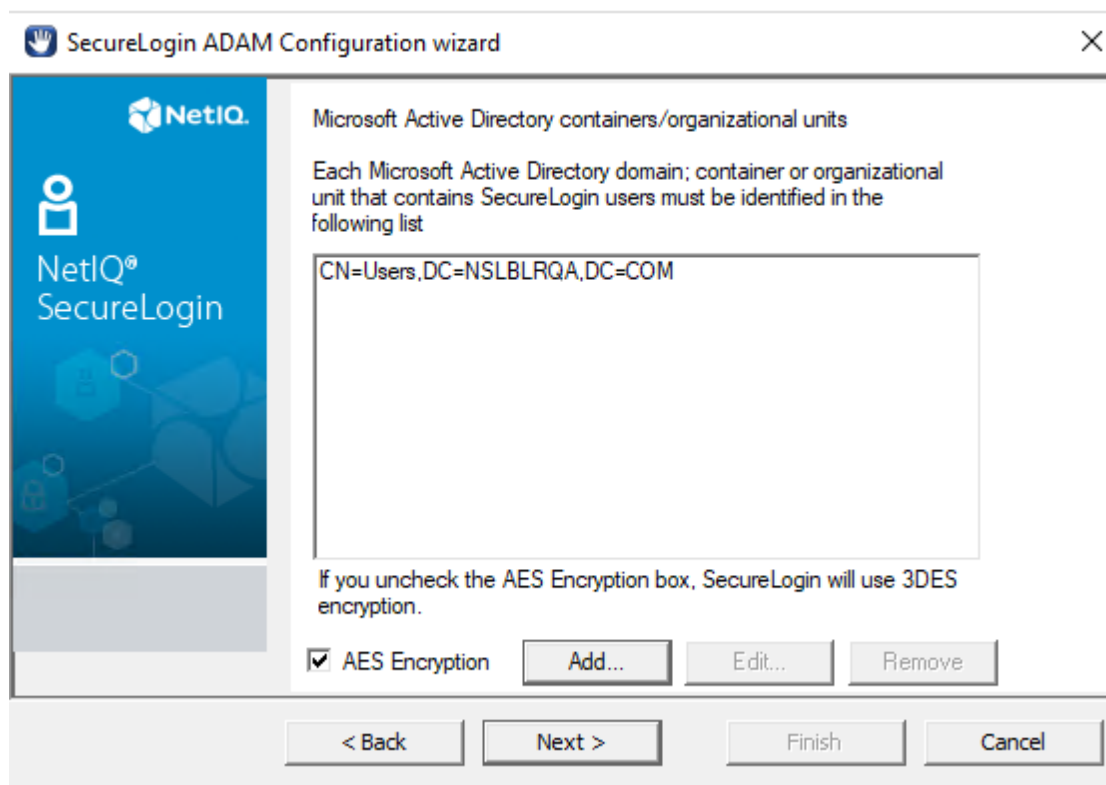 SecureLogin ADAM Configuration wizard
NetIQ.
NetIQ®
SecureLogin
Microsoft Active Directory containers/organizational units
Each Microsoft Active Directory domain; container or organizational
unit that contains SecureLogin users must be identified in the
following list
CN=Users,DC=NSLBLRQA,DC=COM
If you uncheck the AES Encryption box, SecureLogin will use 3DES
encryption.
AES Encryption
Add...
Edit...
Remove
< Back
Next >
Finish
Cancel